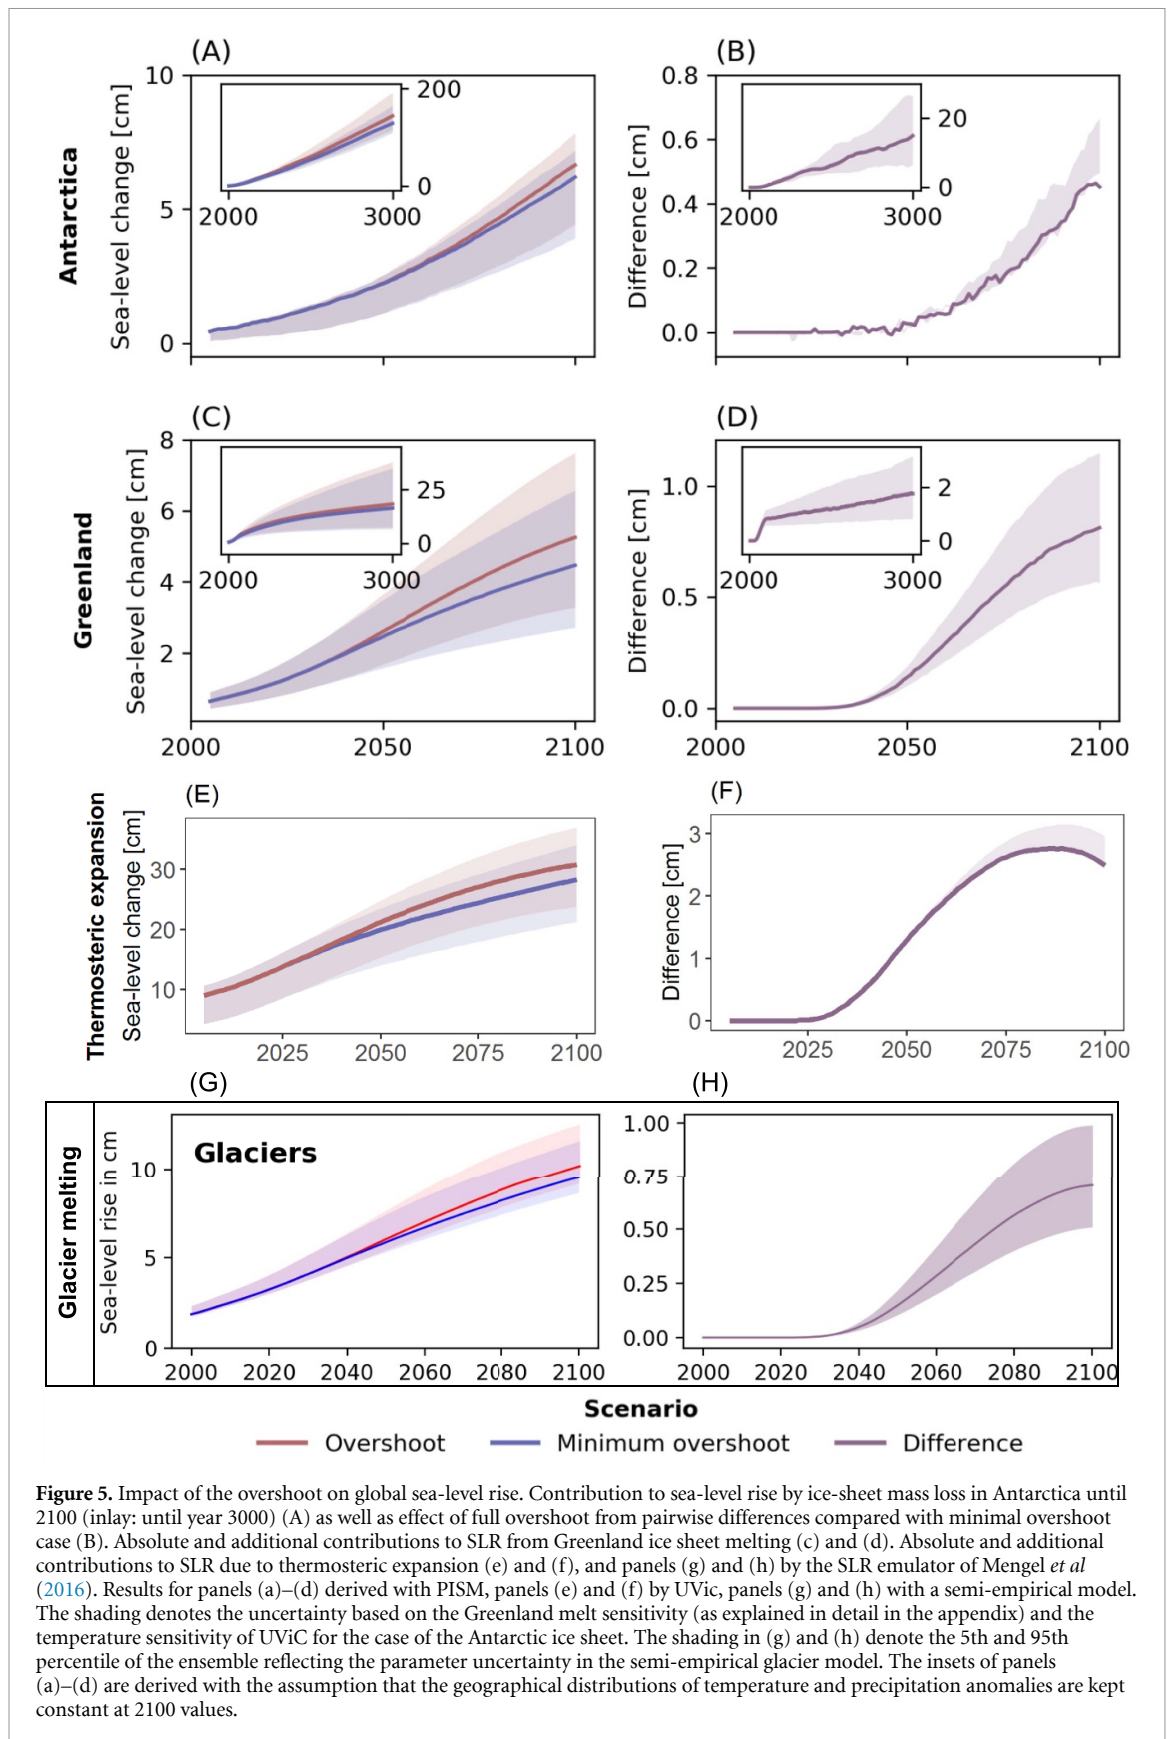 (A)
(B)
Antarctica
Sea-level change [cm]
10
5
0
200
0
2000
3000
Difference [cm]
0.8
0.6
0.4
0.2
0.0
20
0
2000
3000
(C)
(D)
Greenland
Sea-level change [cm]
8
6
4
2
25
0
2000
3000
2000
2050
2100
Difference [cm]
1.0
0.5
0.0
2
0
2000
3000
2000
2050
2100
(E)
(F)
Thermosteric expansion
Sea-level change [cm]
30
20
10
2025
2050
2075
2100
Difference [cm]
3
2
1
0
2025
2050
2075
2100
(G)
(H)
Glacier melting
Sea-level rise in cm
Glaciers
10
5
0
2000
2020
2040
2060
2080
2100
1.00
0.75
0.50
0.25
0.00
2000
2020
2040
2060
2080
2100
Scenario
Overshoot
Minimum overshoot
Difference
Figure 5. Impact of the overshoot on global sea-level rise. Contribution to sea-level rise by ice-sheet mass loss in Antarctica until
2100 (inlay: until year 3000) (A) as well as effect of full overshoot from pairwise differences compared with minimal overshoot
case (B). Absolute and additional contributions to SLR from Greenland ice sheet melting (c) and (d). Absolute and additional
contributions to SLR due to thermosteric expansion (e) and (f), and panels (g) and (h) by the SLR emulator of Mengel et al
(2016). Results for panels (a)–(d) derived with PISM, panels (e) and (f) by UVic, panels (g) and (h) with a semi-empirical model.
The shading denotes the uncertainty based on the Greenland melt sensitivity (as explained in detail in the appendix) and the
temperature sensitivity of UViC for the case of the Antarctic ice sheet. The shading in (g) and (h) denote the 5th and 95th
percentile of the ensemble reflecting the parameter uncertainty in the semi-empirical glacier model. The insets of panels
(a)–(d) are derived with the assumption that the geographical distributions of temperature and precipitation anomalies are kept
constant at 2100 values.